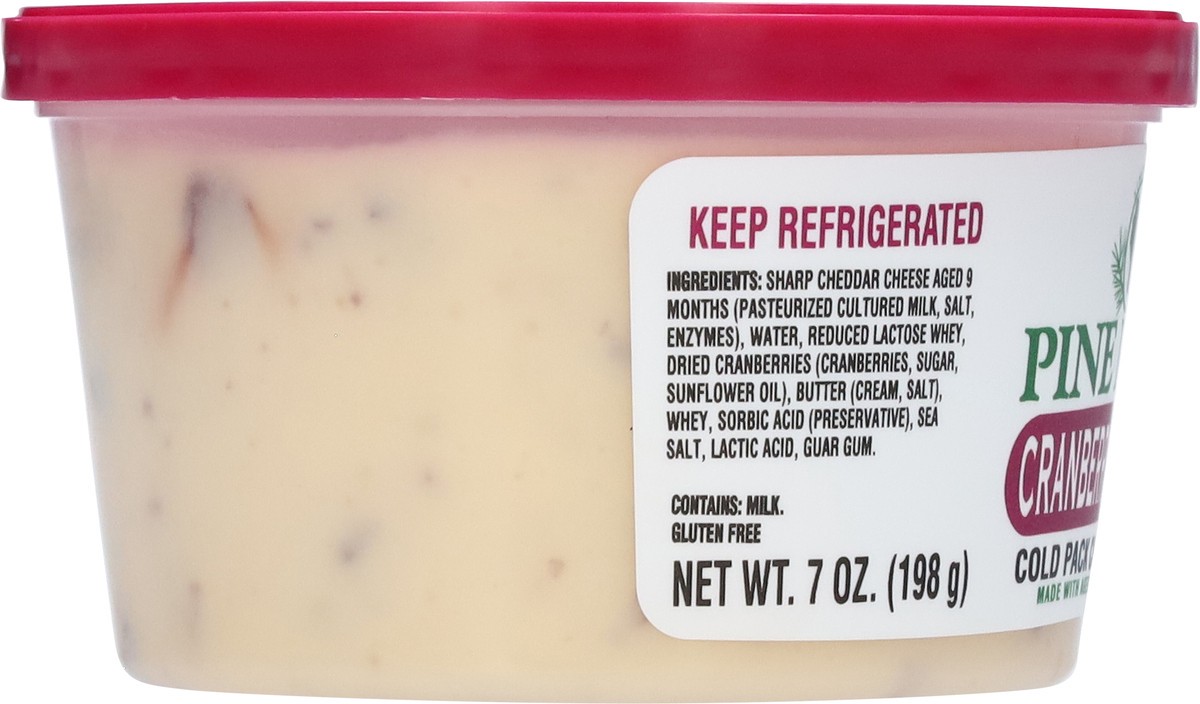 KEEP REFRIGERATED
INGREDIENTS: SHARP CHEDDAR CHEESE AGED 9
MONTHS (PASTEURIZED CULTURED MILK, SALT,
ENZYMES), WATER, REDUCED LACTOSE WHEY,
DRIED CRANBERRIES (CRANBERRIES, SUGAR,
SUNFLOWER OIL), BUTTER (CREAM, SALT),
WHEY, SORBIC ACID (PRESERVATIVE), SEA
SALT, LACTIC ACID, GUAR GUM.
CONTAINS: MILK.
GLUTEN FREE
NET WT. 7 OZ. (198 g)
PINE
CRANBER
COLD PACK
MADE WITH